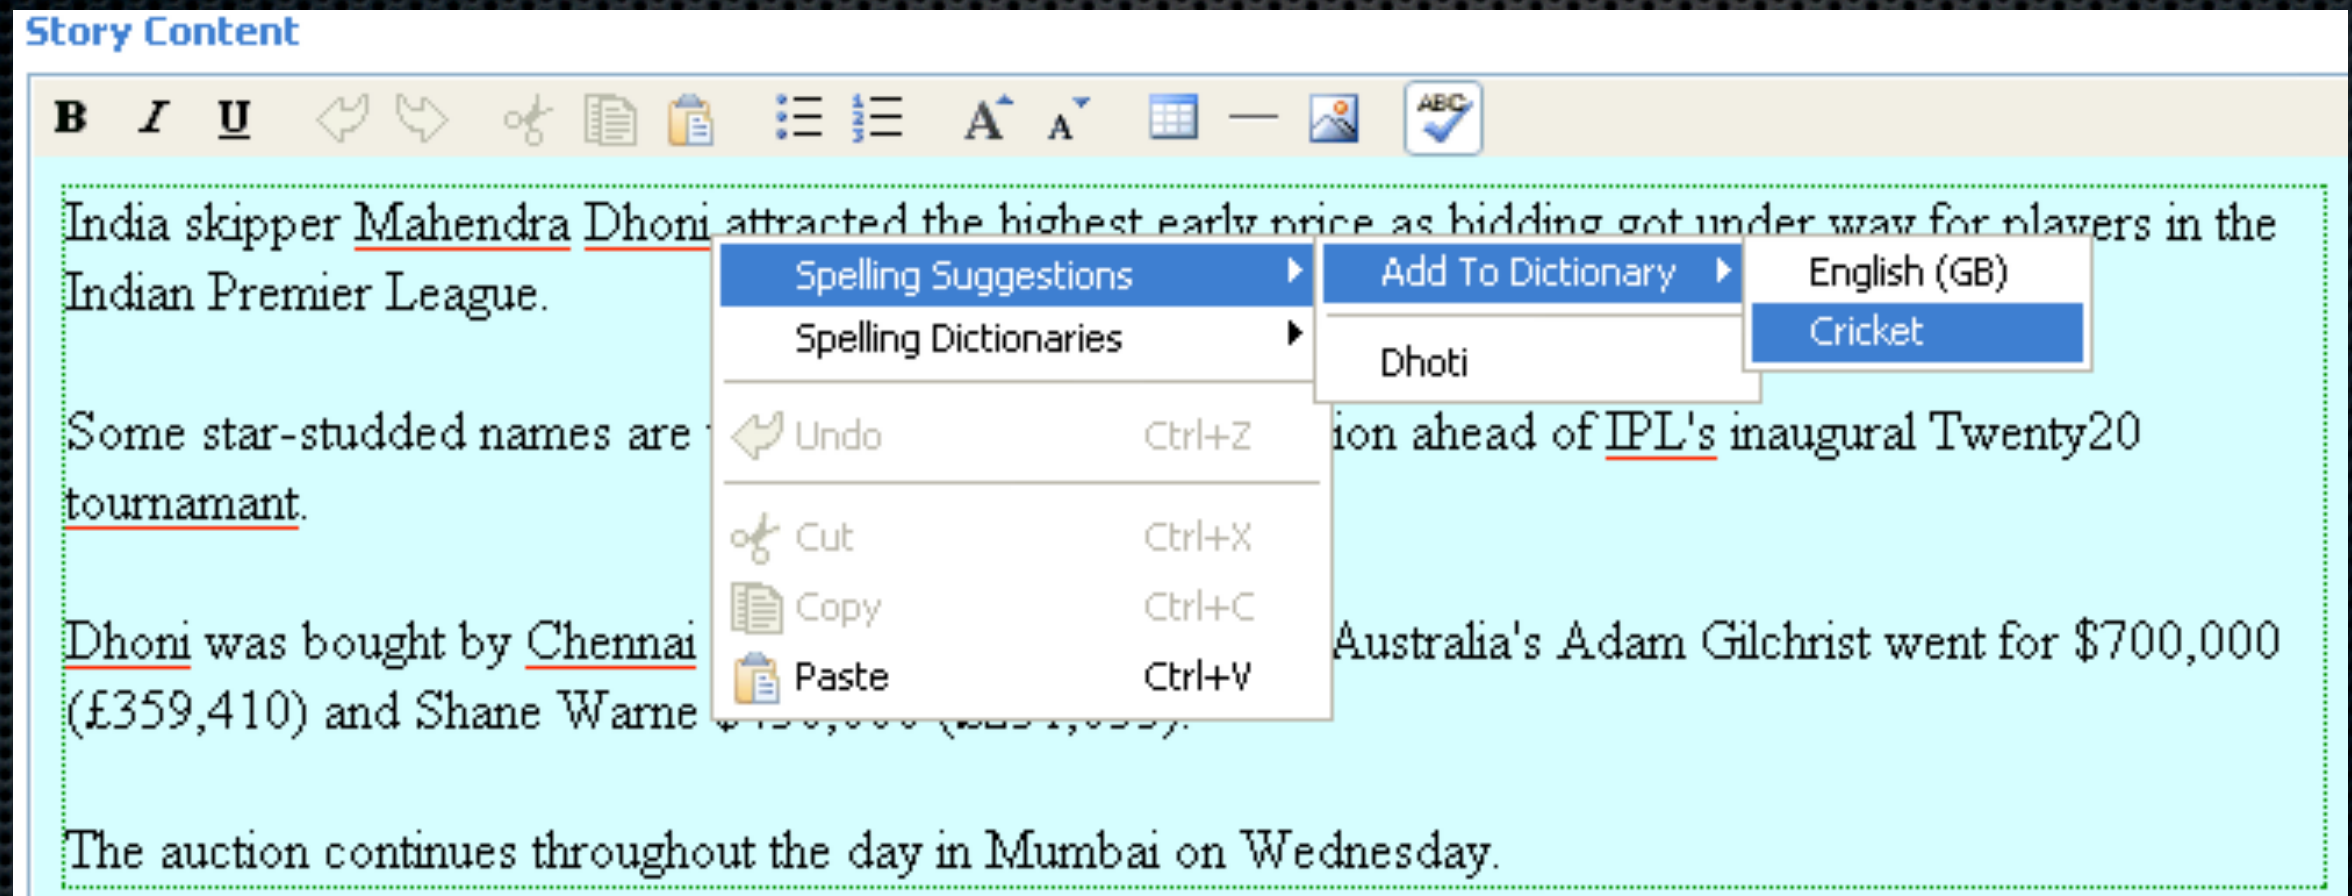 Story Content
B I U ABC
India skipper Mahendra Dhoni attracted the highest early price as bidding got under way for players in the
Indian Premier League.
Some star-studded names are ion ahead of IPL's inaugural Twenty20
tournamant.
Dhoni was bought by Chennai Australia's Adam Gilchrist went for $700,000
(£359,410) and Shane Warne
The auction continues throughout the day in Mumbai on Wednesday.
Spelling Suggestions
Spelling Dictionaries
Undo Ctrl+Z
Cut Ctrl+X
Copy Ctrl+C
Paste Ctrl+V
Add To Dictionary
Dhoti
English (GB)
Cricket